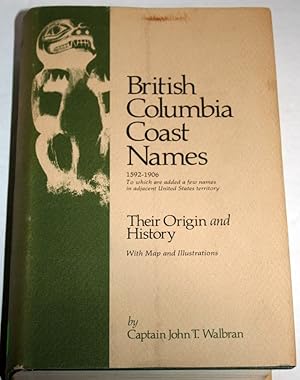 British
Columbia
Coast
Names
1592-1906
To which are added a few names
in adjacent United States territory
Their Origin and
History
With Map and Illustrations
by
Captain John T. Walbran